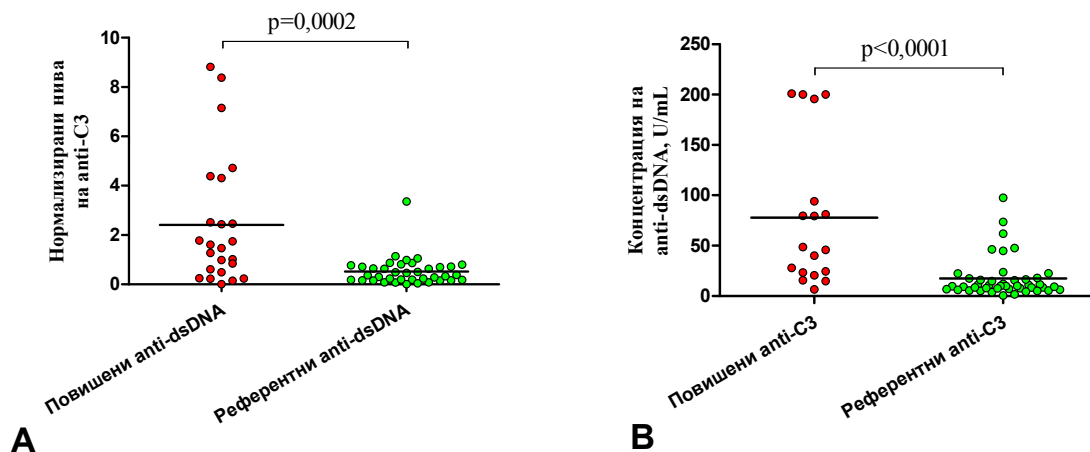 p=0,0002
Нормализирани нива
на anti-C3
10
8
6
4
2
0
Повишени anti-dsDNA
Референтни anti-dsDNA
A
p<0,0001
Концентрация на
anti-dsDNA, U/mL
250
200
150
100
50
0
Повишени anti-C3
Референтни anti-C3
B